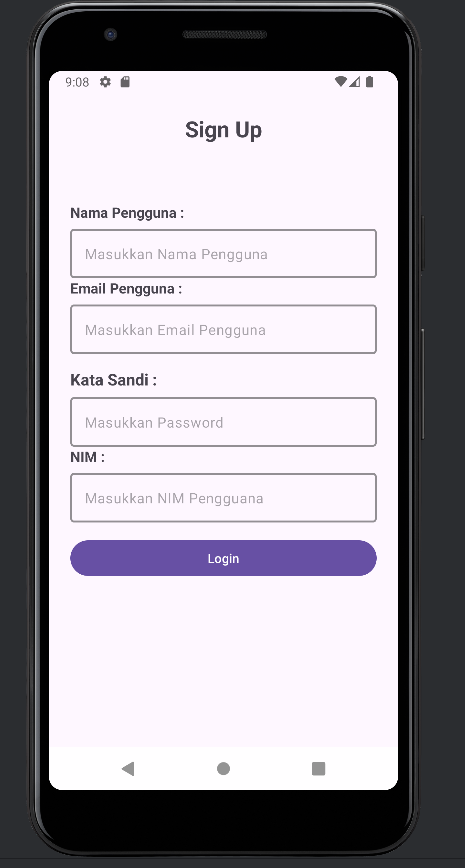 9:08
Sign Up
Nama Pengguna :
Masukkan Nama Pengguna
Email Pengguna :
Masukkan Email Pengguna
Kata Sandi :
Masukkan Password
NIM :
Masukkan NIM Pengguana
Login